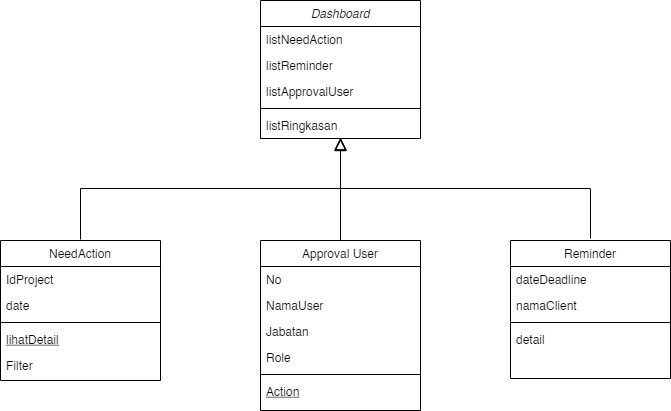 Dashboard
listNeedAction
listReminder
listApprovalUser
listRingkasan
NeedAction
IdProject
date
lihatDetail
Filter
Approval User
No
NamaUser
Jabatan
Role
Action
Reminder
dateDeadline
namaClient
detail